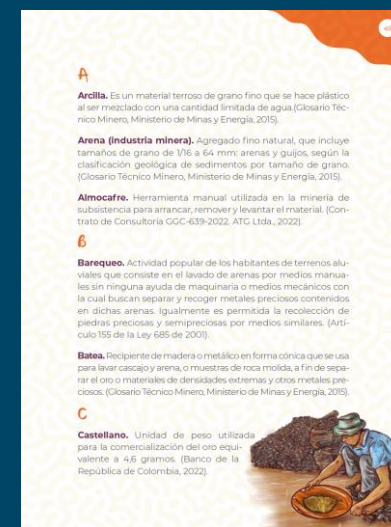 A
Arcilla. Es un material terroso de grano fino que se hace plástico
al ser mezclado con una cantidad limitada de agua.(Glosario Téc-
nico Minero, Ministerio de Minas y Energía, 2015).
Arena (industria minera). Agregado fino natural, que incluye
tamaños de grano de 1/16 a 64 mm: arenas y guijos, según la
clasificación geológica de sedimentos por tamaño de grano.
(Glosario Técnico Minero, Ministerio de Minas y Energía, 2015).
Almocafre. Herramienta manual utilizada en la minería de
subsistencia para arrancar, remover y levantar el material. (Con-
trato de Consultoría GGC-639-2022. ATG Ltda., 2022).
B
Barequeo. Actividad popular de los habitantes de terrenos alu-
viales que consiste en el lavado de arenas por medios manua-
les sin ninguna ayuda de maquinaria o medios mecánicos con
la cual buscan separar y recoger metales preciosos contenidos
en dichas arenas. Igualmente es permitida la recolección de
piedras preciosas y semipreciosas por medios similares. (Artí-
culo 155 de la Ley 685 de 2001).
Batea. Recipiente de madera o metálico en forma cónica que se usa
para lavar cascajo y arena, o muestras de roca molida, a fin de sepa-
rar el oro o materiales de densidades extremas y otros metales pre-
ciosos. (Glosario Técnico Minero, Ministerio de Minas y Energía, 2015).
C
Castellano. Unidad de peso utilizada
para la comercialización del oro equi-
valente a 4,6 gramos. (Banco de la
República de Colombia, 2022).